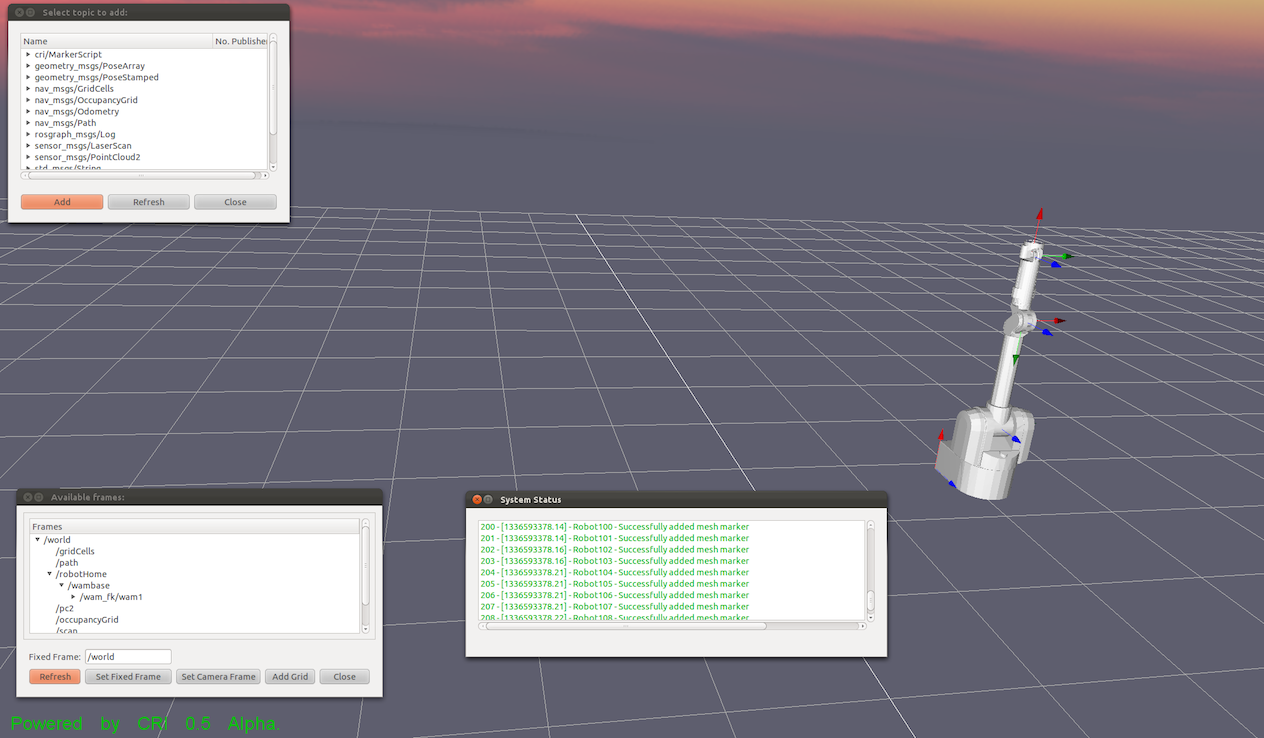 Select topic to add:
Name No. Publisher
cri/MarkerScript
geometry_msgs/PoseArray
geometry_msgs/PoseStamped
nav_msgs/GridCells
nav_msgs/OccupancyGrid
nav_msgs/Odometry
nav_msgs/Path
rosgraph_msgs/Log
sensor_msgs/LaserScan
sensor_msgs/PointCloud2
std_msgs/String
Add Refresh Close
Available frames:
Frames
/world
/gridCells
/path
/robotHome
/wambase
/wam_fk/wam1
/pc2
/occupancyGrid
/scan
Fixed Frame: /world
Refresh Set Fixed Frame Set Camera Frame Add Grid Close
System Status
200 - [1336593378.14] - Robot100 - Successfully added mesh marker
201 - [1336593378.14] - Robot101 - Successfully added mesh marker
202 - [1336593378.16] - Robot102 - Successfully added mesh marker
203 - [1336593378.16] - Robot103 - Successfully added mesh marker
204 - [1336593378.21] - Robot104 - Successfully added mesh marker
205 - [1336593378.21] - Robot105 - Successfully added mesh marker
206 - [1336593378.21] - Robot106 - Successfully added mesh marker
207 - [1336593378.21] - Robot107 - Successfully added mesh marker
208 - [1336593378.22] - Robot108 - Successfully added mesh marker
Powered by CRI 0.5 Alpha.